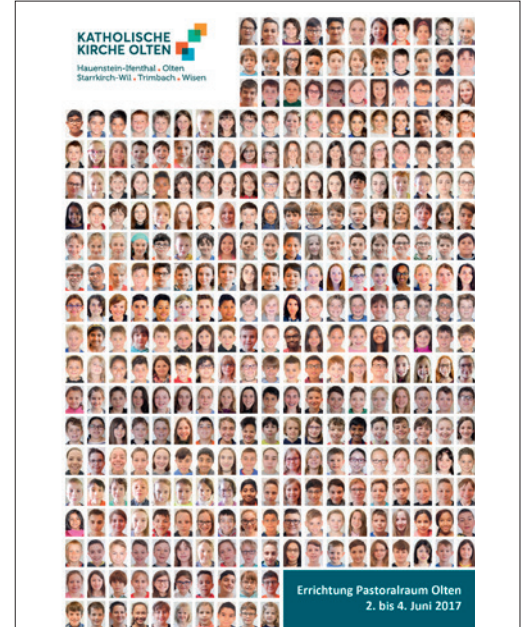 KATHOLISCHE
KIRCHE OLTEN
Hauenstein-Ifenthal . Olten
Starrkirch-Wil . Trimbach . Wisen
Errichtung Pastoralraum Olten
2. bis 4. Juni 2017